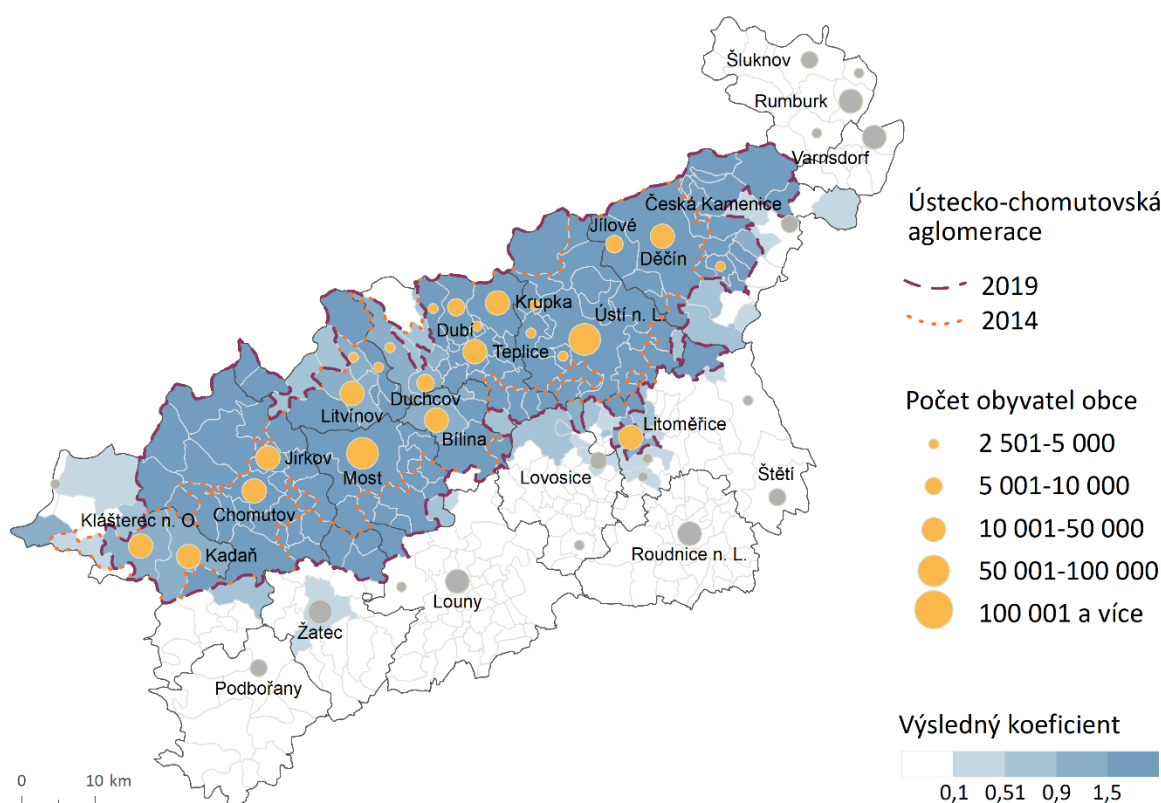 Šluknov
Rumburk
Varnsdorf
Česká Kamenice
Jílové
Děčín
Krupka
Ústí n. L.
Dubí
Teplice
Duchcov
Litvínov
Bílina
Litoměřice
Jírkov
Most
Lovosice
Štětí
Chomutov
Klášterec n. O.
Kadaň
Roudnice n. L.
Louny
Žatec
Podbořany
0 10 km
Ústecko-chomutovská
aglomerace
2019
2014
Počet obyvatel obce
2 501-5 000
5 001-10 000
10 001-50 000
50 001-100 000
100 001 a více
Výsledný koeficient
0,1 0,51 0,9 1,5